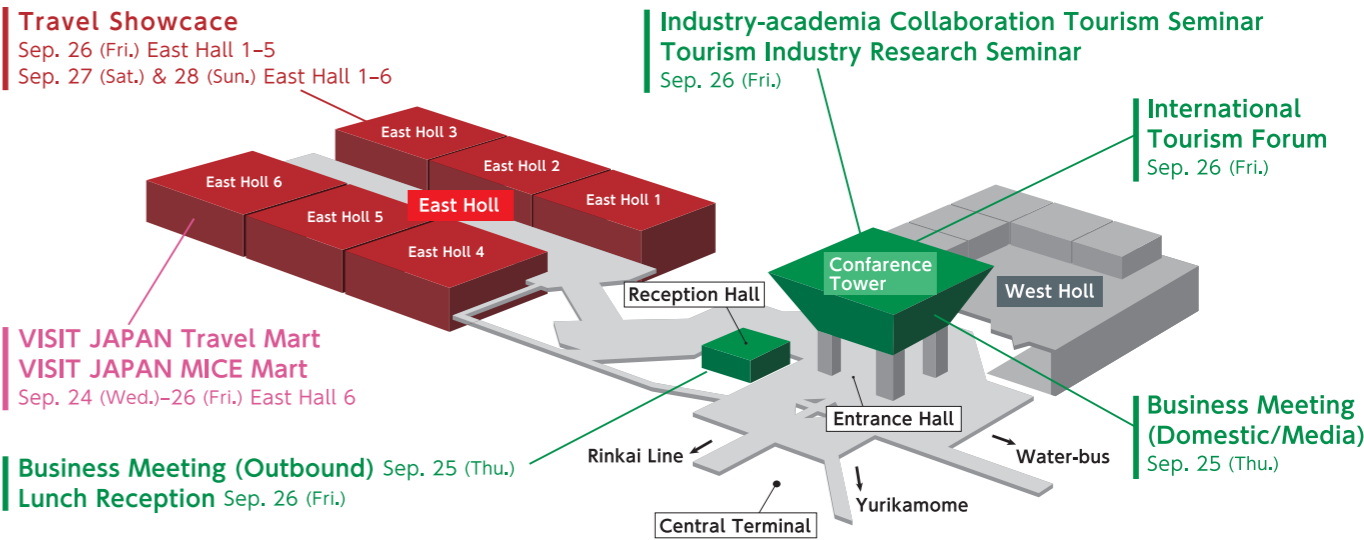 Travel Showcace
Sep. 26 (Fri.) East Hall 1–5
Sep. 27 (Sat.) & 28 (Sun.) East Hall 1–6
Industry-academia Collaboration Tourism Seminar
Tourism Industry Research Seminar
Sep. 26 (Fri.)
International
Tourism Forum
Sep. 26 (Fri.)
East Holl 3
East Holl 2
East Holl 1
East Holl 6
East Holl 5
East Holl 4
East Holl
Confarence
Tower
West Holl
Reception Hall
Entrance Hall
VISIT JAPAN Travel Mart
VISIT JAPAN MICE Mart
Sep. 24 (Wed.)–26 (Fri.) East Hall 6
Business Meeting
(Domestic/Media)
Sep. 25 (Thu.)
Business Meeting (Outbound) Sep. 25 (Thu.)
Lunch Reception Sep. 26 (Fri.)
Rinkai Line
Water-bus
Yurikamome
Central Terminal